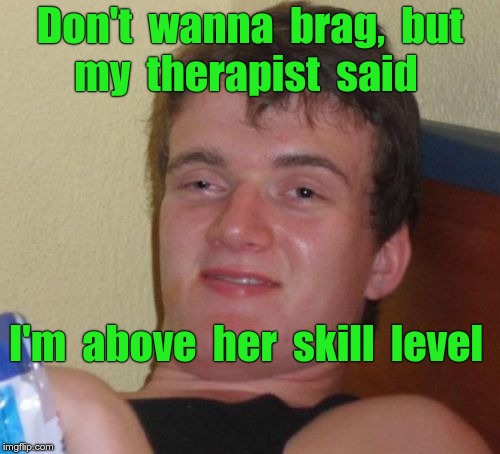 Don't wanna brag, but
my therapist said
I'm above her skill level
imgflip.com